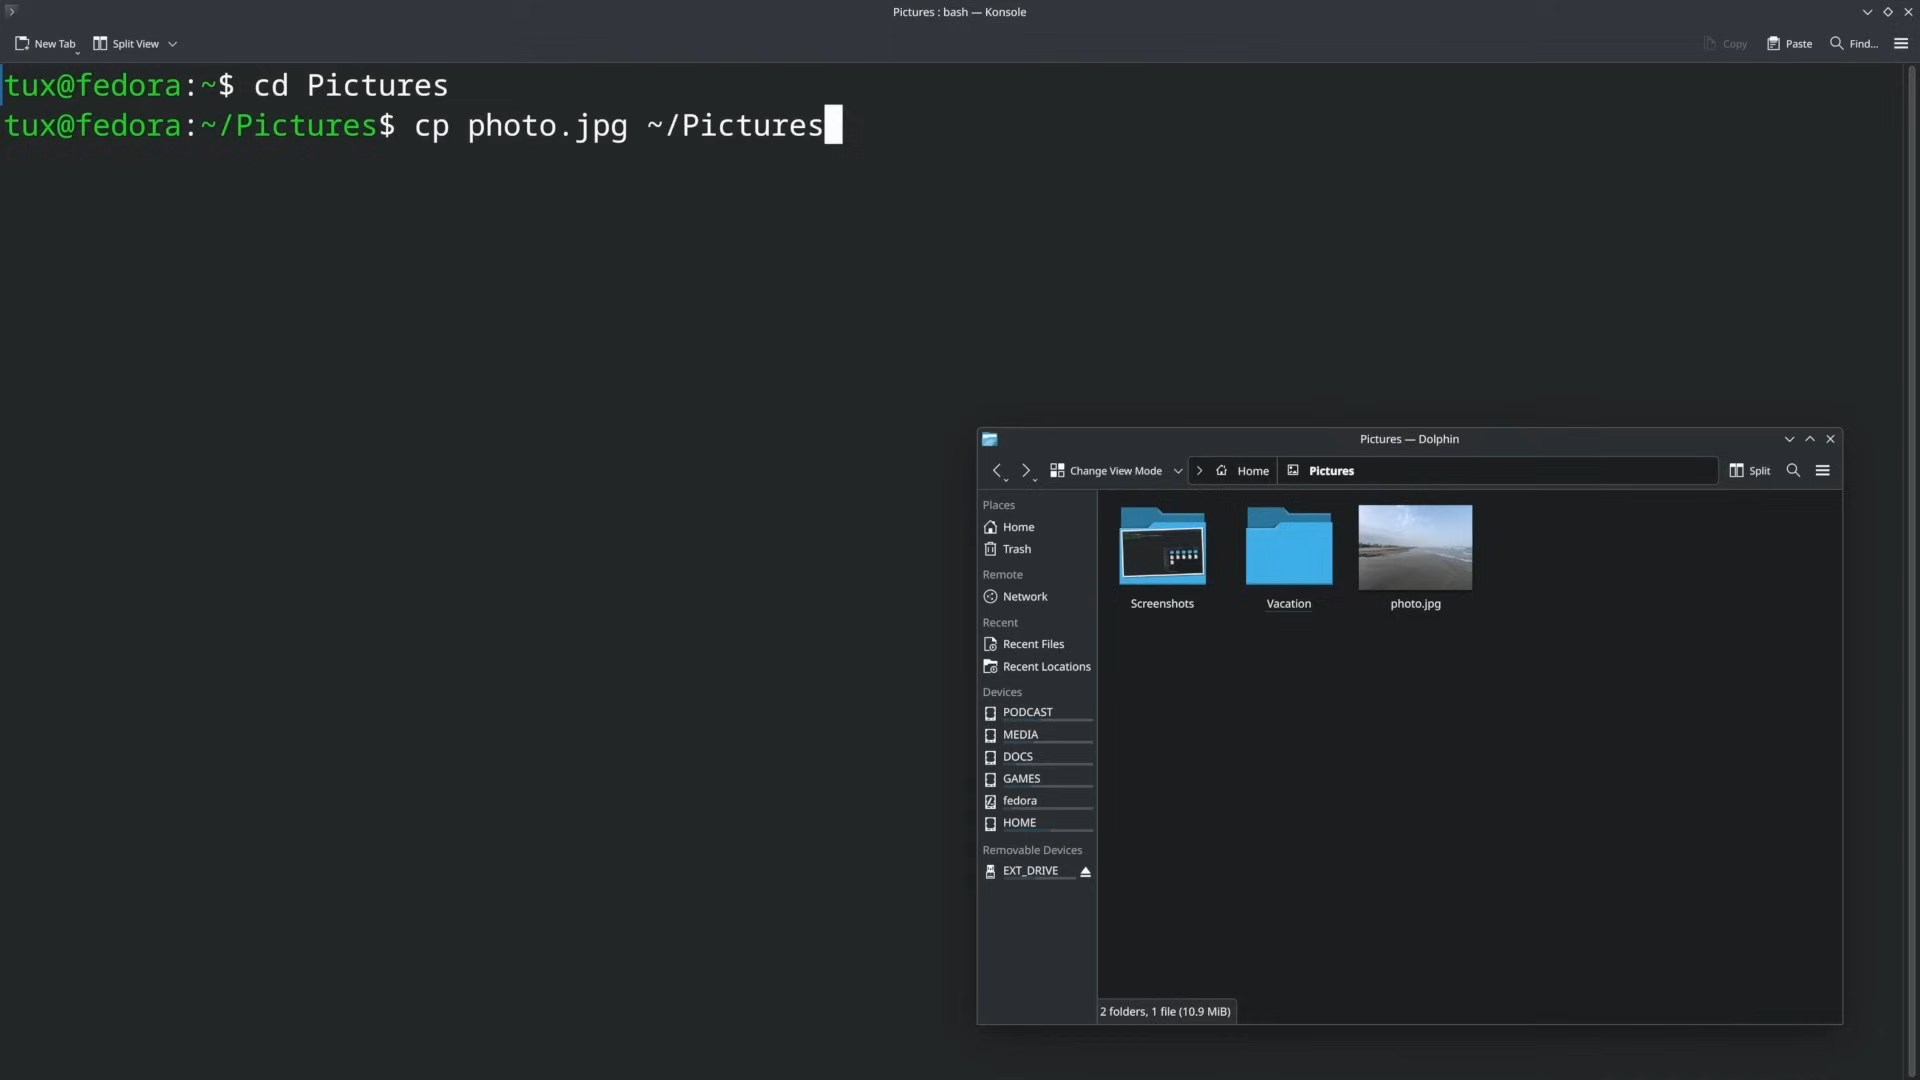 Pictures : bash — Konsole
New Tab
Split View
Copy
Paste
Find...
tux@fedora:~$ cd Pictures
tux@fedora:~/Pictures$ cp photo.jpg ~/Pictures
Pictures — Dolphin
Change View Mode
Home
Pictures
Split
Places
Home
Trash
Remote
Network
Recent
Recent Files
Recent Locations
Devices
PODCAST
MEDIA
DOCS
GAMES
fedora
HOME
Removable Devices
EXT_DRIVE
Screenshots
Vacation
photo.jpg
2 folders, 1 file (10.9 MiB)